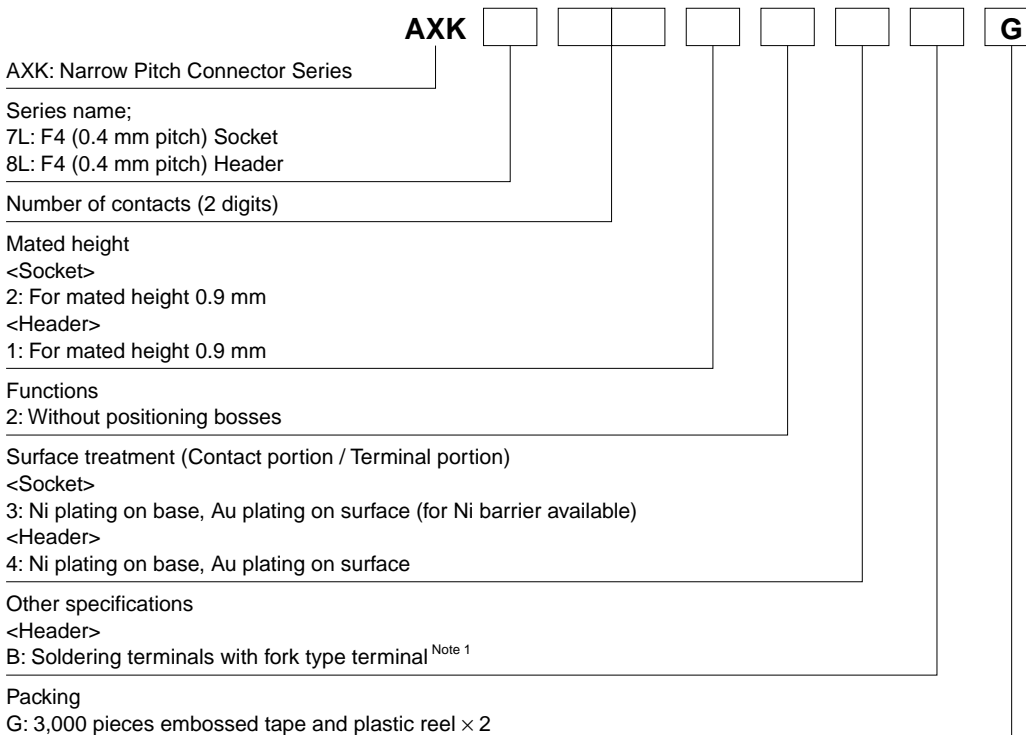 AXK G
AXK: Narrow Pitch Connector Series
Series name;
7L: F4 (0.4 mm pitch) Socket
8L: F4 (0.4 mm pitch) Header
Number of contacts (2 digits)
Mated height
<Socket>
2: For mated height 0.9 mm
<Header>
1: For mated height 0.9 mm
Functions
2: Without positioning bosses
Surface treatment (Contact portion / Terminal portion)
<Socket>
3: Ni plating on base, Au plating on surface (for Ni barrier available)
<Header>
4: Ni plating on base, Au plating on surface
Other specifications
<Header>
B: Soldering terminals with fork type terminal Note 1
Packing
G: 3,000 pieces embossed tape and plastic reel × 2